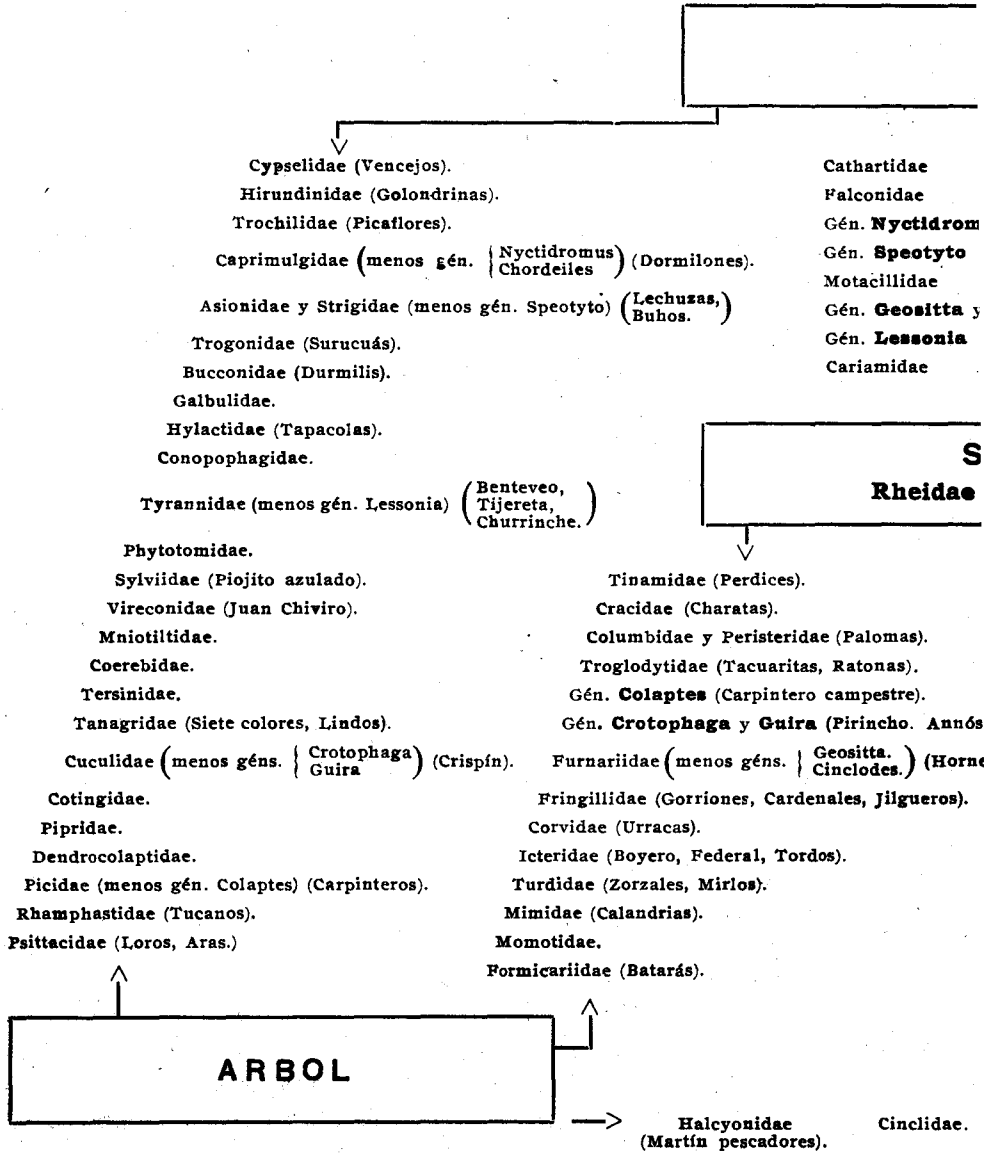 Cypselidae (Vencejos).
Hirundinidae (Golondrinas).
Trochilidae (Picaflores).
Caprimulgidae (menos gén. { Nyctidromus
Chordeiles ) (Dormilones).
Asionidae y Strigidae (menos gén. Speotyto) (Lechuzas,
Buhos.)
Trogonidae (Surucuás).
Bucconidae (Durmilis).
Galbulidae.
Hylactidae (Tapacolas).
Conopophagidae.
Tyrannidae (menos gén. Lessonia) (Benteveo,
Tijereta,
Churrinche.)
Phytotomidae.
Sylviidae (Piojito azulado).
Vireconidae (Juan Chiviro).
Mniotiltidae.
Coerebidae.
Tersinidae.
Tanagridae (Siete colores, Lindos).
Cuculidae (menos géns. { Crotophaga
Guira ) (Crispín).
Cotingidae.
Pipridae.
Dendrocolaptidae.
Picidae (menos gén. Colaptes) (Carpinteros).
Rhamphastidae (Tucanos).
Psittacidae (Loros, Aras.)
ARBOL
Cathartidae
Falconidae
Gén. Nyctidrom
Gén. Speotyto
Motacillidae
Gén. Geositta y
Gén. Lessonia
Cariamidae
S
Rheidae
Tinamidae (Perdices).
Cracidae (Charatas).
Columbidae y Peristeridae (Palomas).
Troglodytidae (Tacuaritas, Ratonas).
Gén. Colaptes (Carpintero campestre).
Gén. Crotophaga y Guira (Pirincho. Annós
Furnariidae (menos géns. } Geositta.
Cinclodes.) (Horne
Fringillidae (Gorriones, Cardenales, Jilgueros).
Corvidae (Urracas).
Icteridae (Boyero, Federal, Tordos).
Turdidae (Zorzales, Mirlos).
Mimidae (Calandrias).
Momotidae.
Formicariidae (Batarás).
Halcyonidae
(Martín pescadores).
Cinclidae.